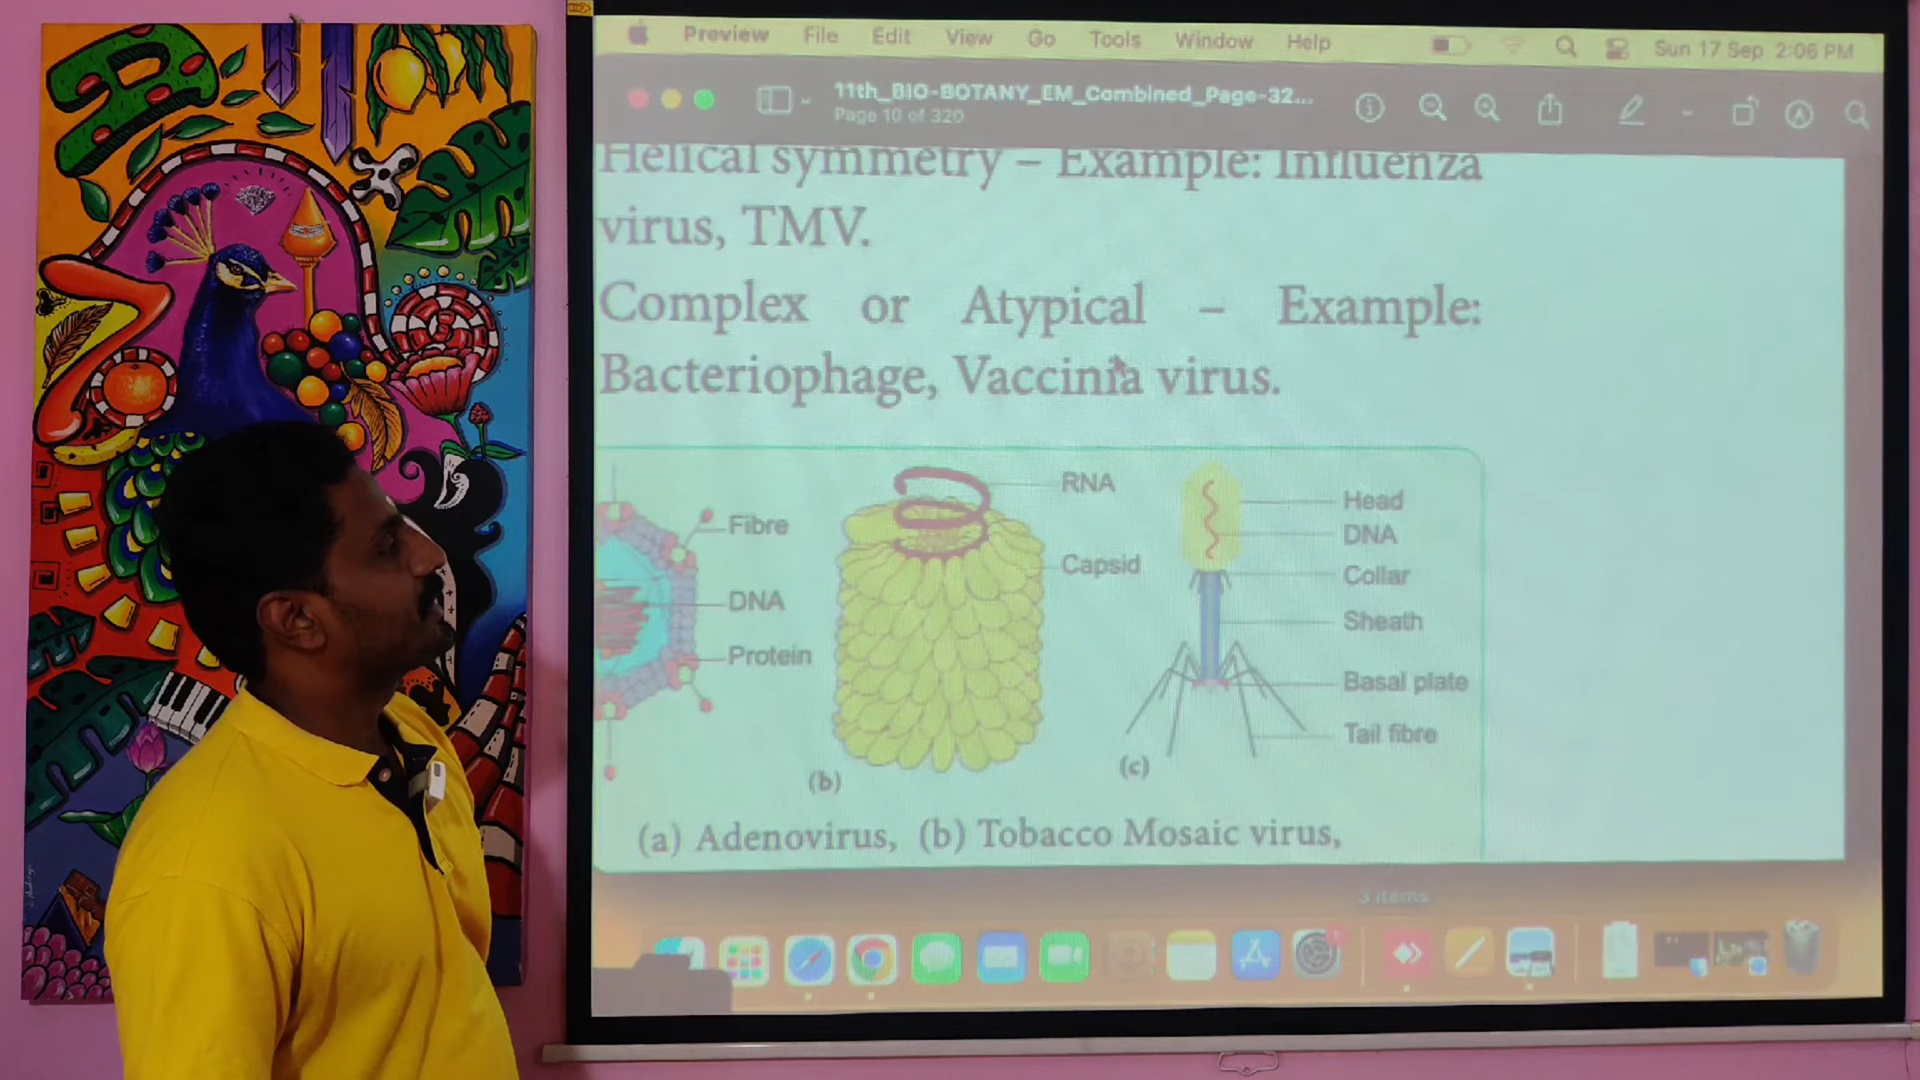 Preview File Edit View Go Tools Window Help Sun 17 Sep 2:06 PM
11th_BIO-BOTANY_EM_Combined_Page-32...
Page 10 of 320
Helical symmetry – Example: Influenza
virus, TMV.
Complex or Atypical – Example:
Bacteriophage, Vaccinia virus.
Fibre
DNA
Protein
RNA
Capsid
(b)
Head
DNA
Collar
Sheath
Basal plate
Tail fibre
(c)
(a) Adenovirus, (b) Tobacco Mosaic virus,
3 items